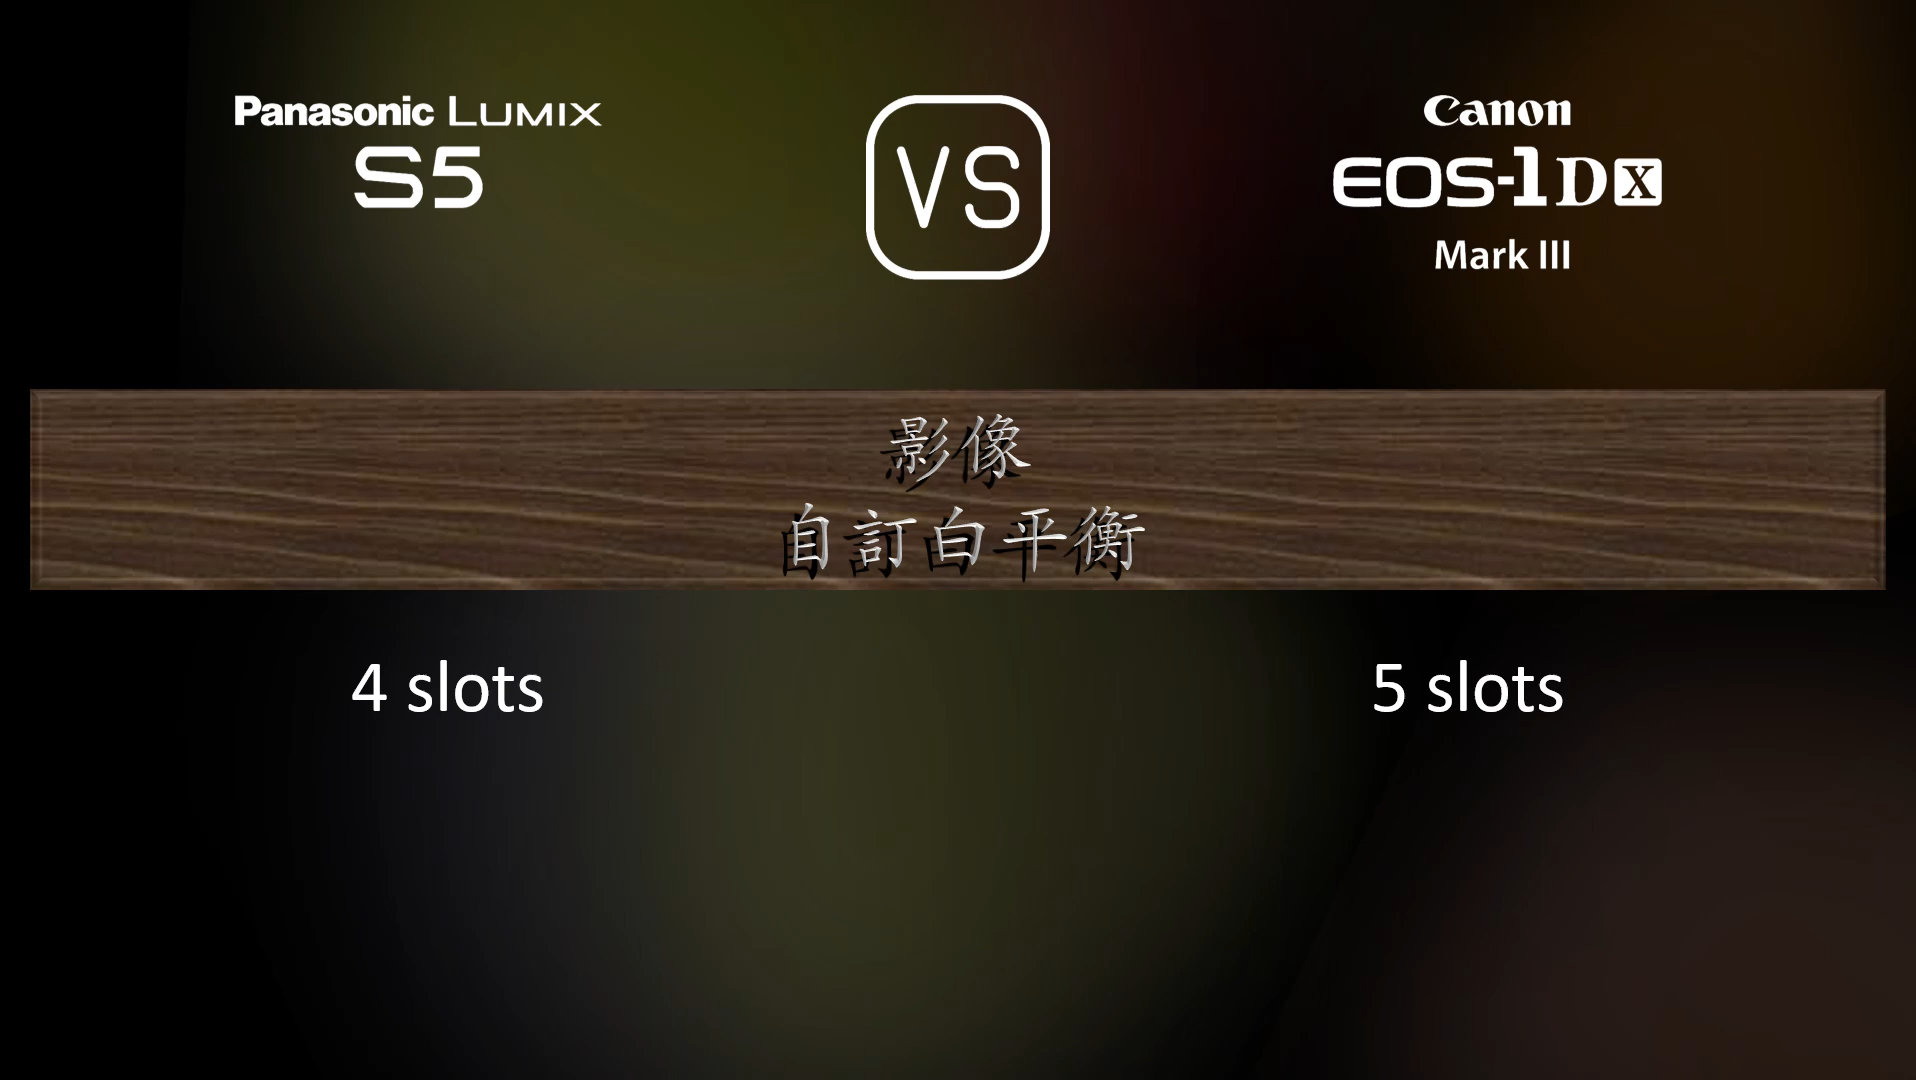 Panasonic LUMIX
S5
VS
Canon
EOS-1DX
Mark III
影像
自訂白平衡
4 slots
5 slots